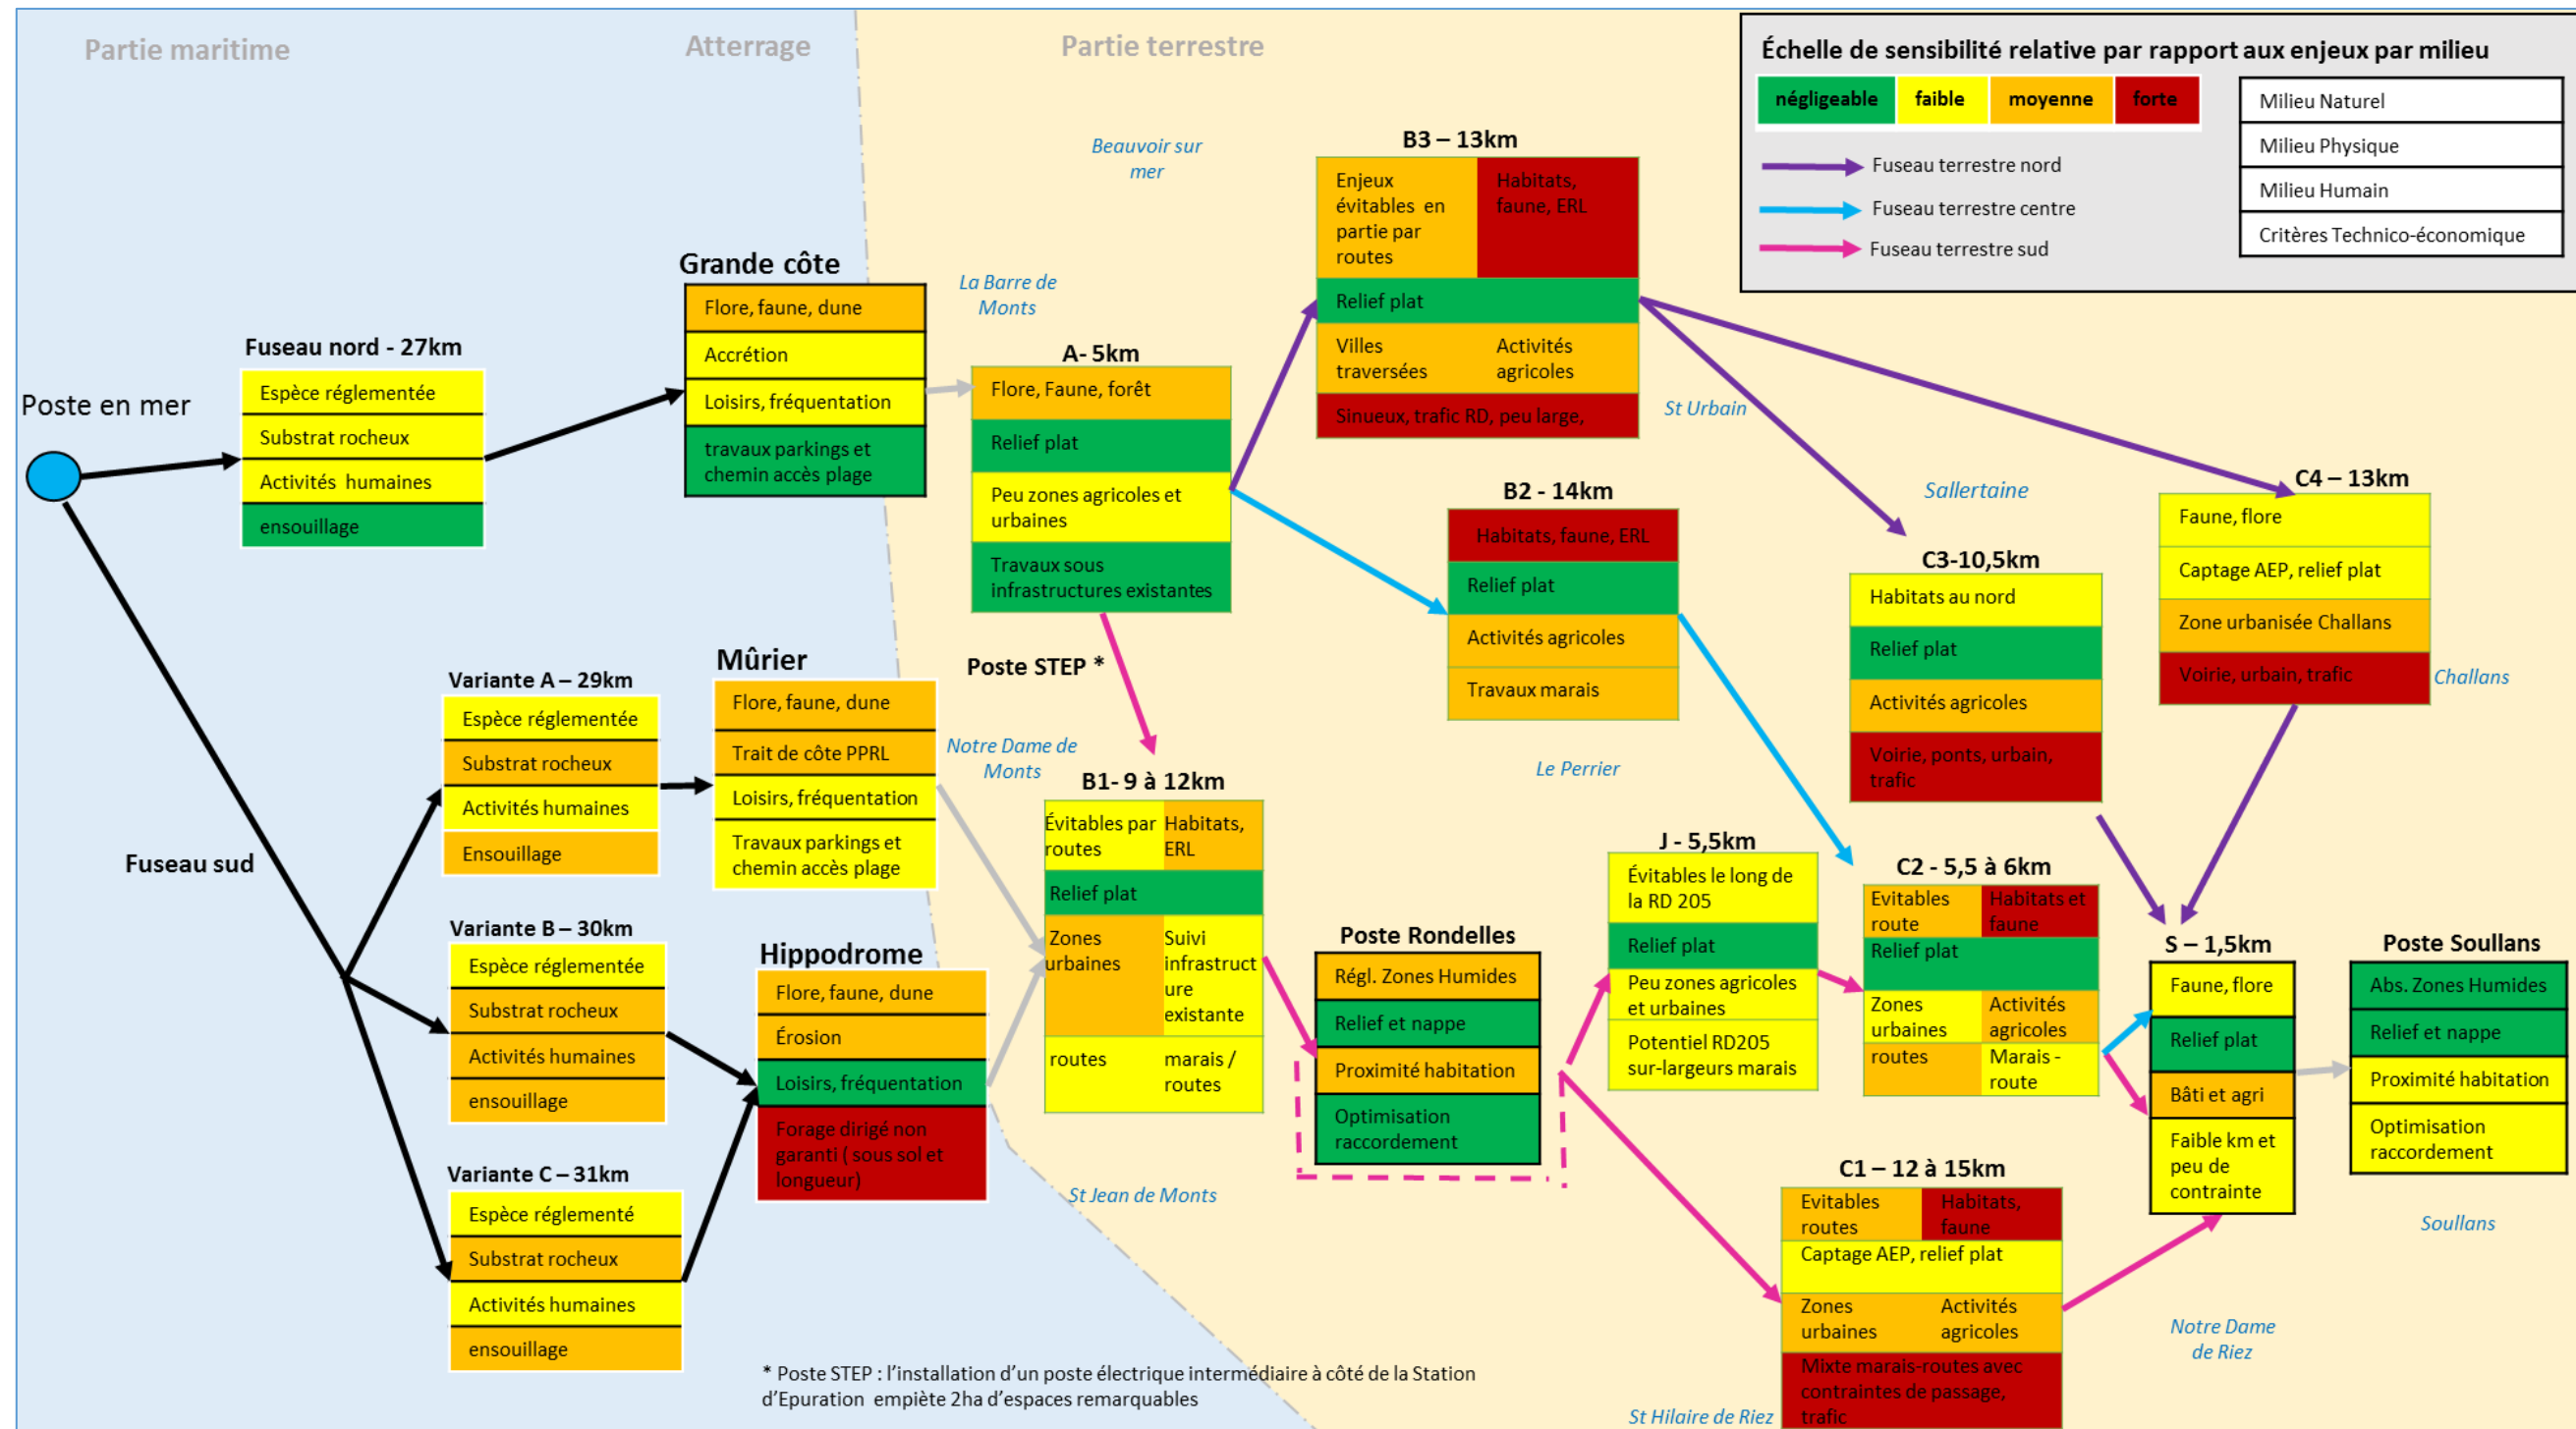 Partie maritime
Atterrage
Partie terrestre
Échelle de sensibilité relative par rapport aux enjeux par milieu
négligeable
faible
moyenne
forte
Fuseau terrestre nord
Fuseau terrestre centre
Fuseau terrestre sud
Milieu Naturel
Milieu Physique
Milieu Humain
Critères Technico-économique
Poste en mer
Fuseau nord - 27km
Espèce réglementée
Substrat rocheux
Activités humaines
ensouillage
Grande côte
Flore, faune, dune
Accrétion
Loisirs, fréquentation
travaux parkings et
chemin accès plage
Fuseau sud
Variante A – 29km
Espèce réglementée
Substrat rocheux
Activités humaines
Ensouillage
Mûrier
Flore, faune, dune
Trait de côte PPRL
Loisirs, fréquentation
Travaux parkings et
chemin accès plage
Variante B – 30km
Espèce réglementée
Substrat rocheux
Activités humaines
ensouillage
Hippodrome
Flore, faune, dune
Érosion
Loisirs, fréquentation
Forage dirigé non
garanti ( sous sol et
longueur)
Variante C – 31km
Espèce réglementé
Substrat rocheux
Activités humaines
ensouillage
Beauvoir sur
mer
La Barre de
Monts
A- 5km
Flore, Faune, forêt
Relief plat
Peu zones agricoles et
urbaines
Travaux sous
infrastructures existantes
Poste STEP *
Notre Dame de
Monts
B3 – 13km
Enjeux
évitables en
partie par
routes
Habitats,
faune, ERL
Relief plat
Villes
traversées
Activités
agricoles
Sinueux, trafic RD, peu large,
St Urbain
B2 - 14km
Habitats, faune, ERL
Relief plat
Activités agricoles
Travaux marais
Le Perrier
B1- 9 à 12km
Évitables par
routes
Habitats,
ERL
Relief plat
Zones
urbaines
Suivi
infrastruct
ure
existante
routes
marais /
routes
St Jean de Monts
Poste Rondelles
Régl. Zones Humides
Relief et nappe
Proximité habitation
Optimisation
raccordement
J - 5,5km
Évitables le long de
la RD 205
Relief plat
Peu zones agricoles
et urbaines
Potentiel RD205
sur-largeurs marais
Sallertaine
C4 – 13km
Faune, flore
Captage AEP, relief plat
Zone urbanisée Challans
Voirie, urbain, trafic
Challans
C3-10,5km
Habitats au nord
Relief plat
Activités agricoles
Voirie, ponts, urbain,
trafic
C2 - 5,5 à 6km
Evitables
route
Habitats et
faune
Relief plat
Zones
urbaines
Activités
agricoles
routes
Marais -
route
C1 – 12 à 15km
Evitables
routes
Habitats,
faune
Captage AEP, relief plat
Zones
urbaines
Activités
agricoles
Mixte marais-routes avec
contraintes de passage,
trafic
St Hilaire de Riez
S – 1,5km
Faune, flore
Relief plat
Bâti et agri
Faible km et
peu de
contrainte
Poste Soullans
Abs. Zones Humides
Relief et nappe
Proximité habitation
Optimisation
raccordement
Soullans
Notre Dame
de Riez
* Poste STEP : l’installation d’un poste électrique intermédiaire à côté de la Station
d’Epuration empiète 2ha d’espaces remarquables